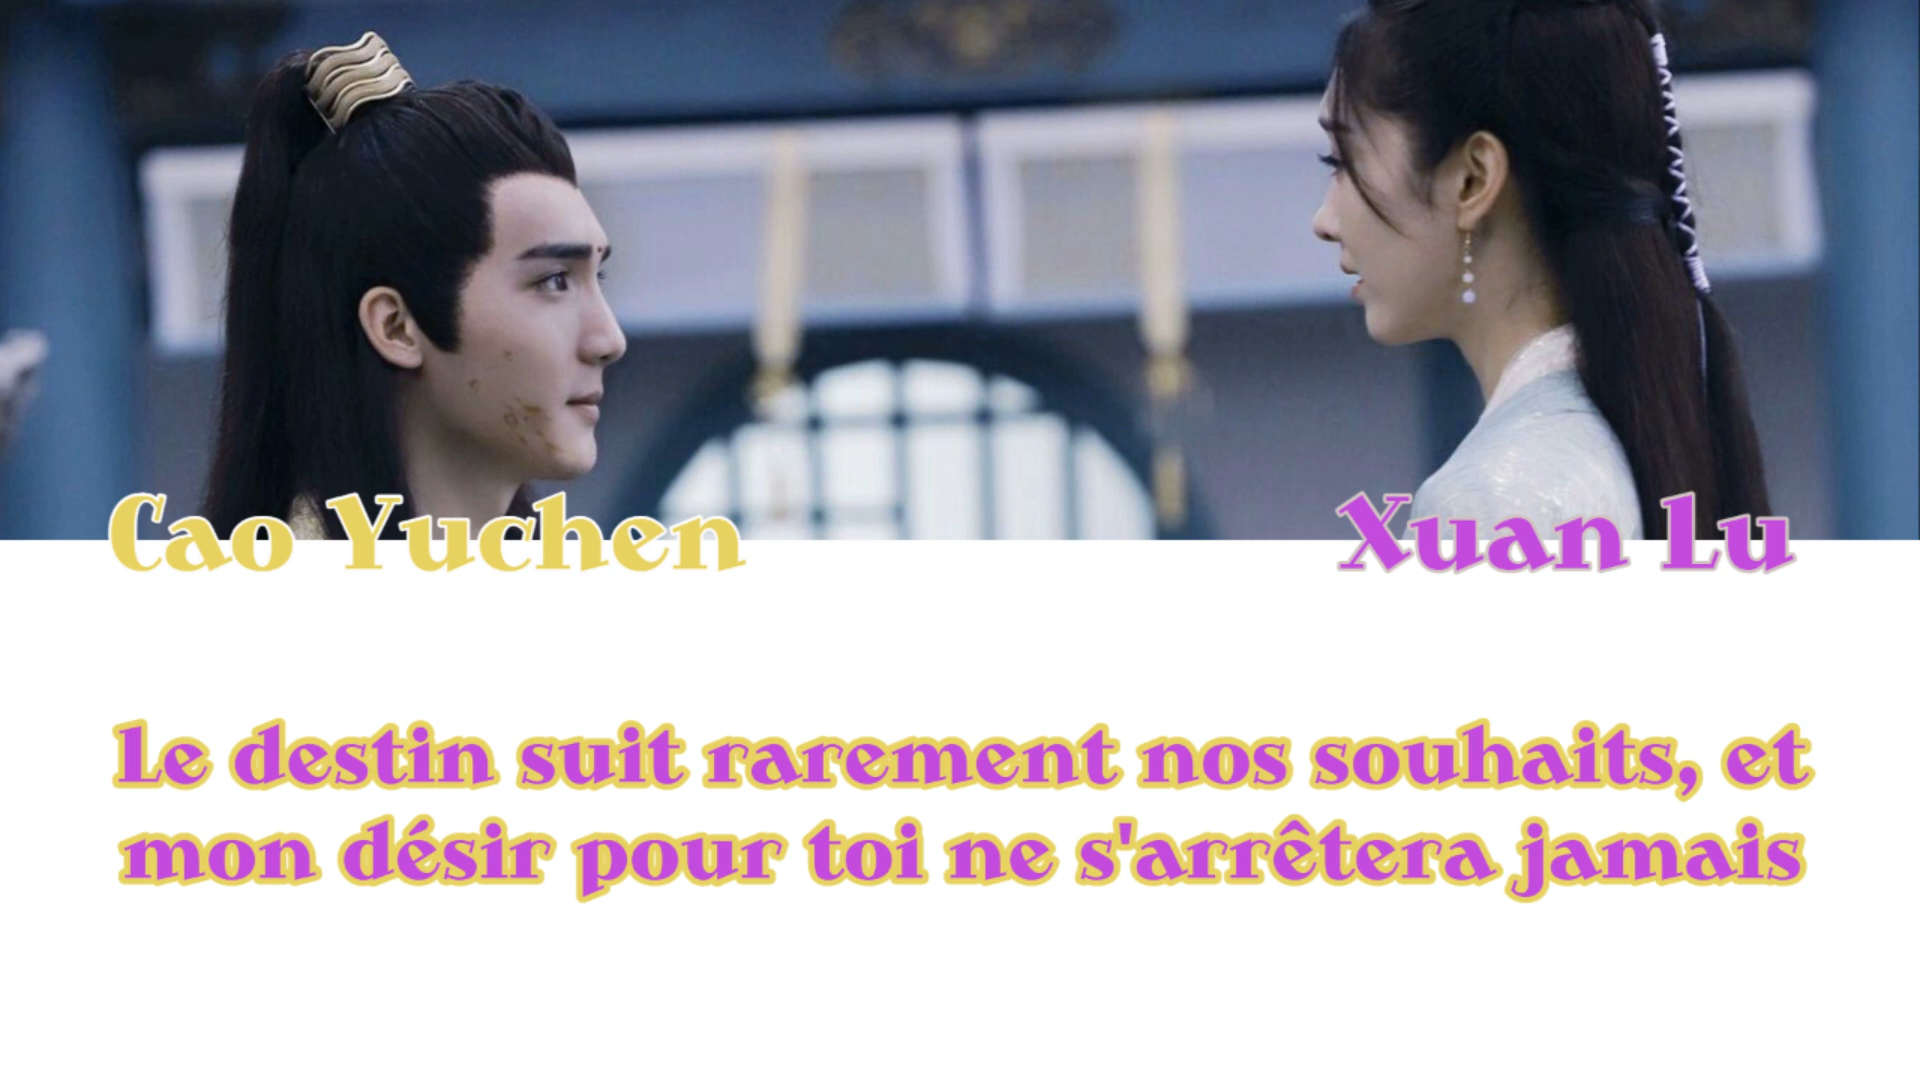 Cao Yuchen Xuan Lu
Le destin suit rarement nos souhaits, et
mon désir pour toi ne s'arrêtera jamais